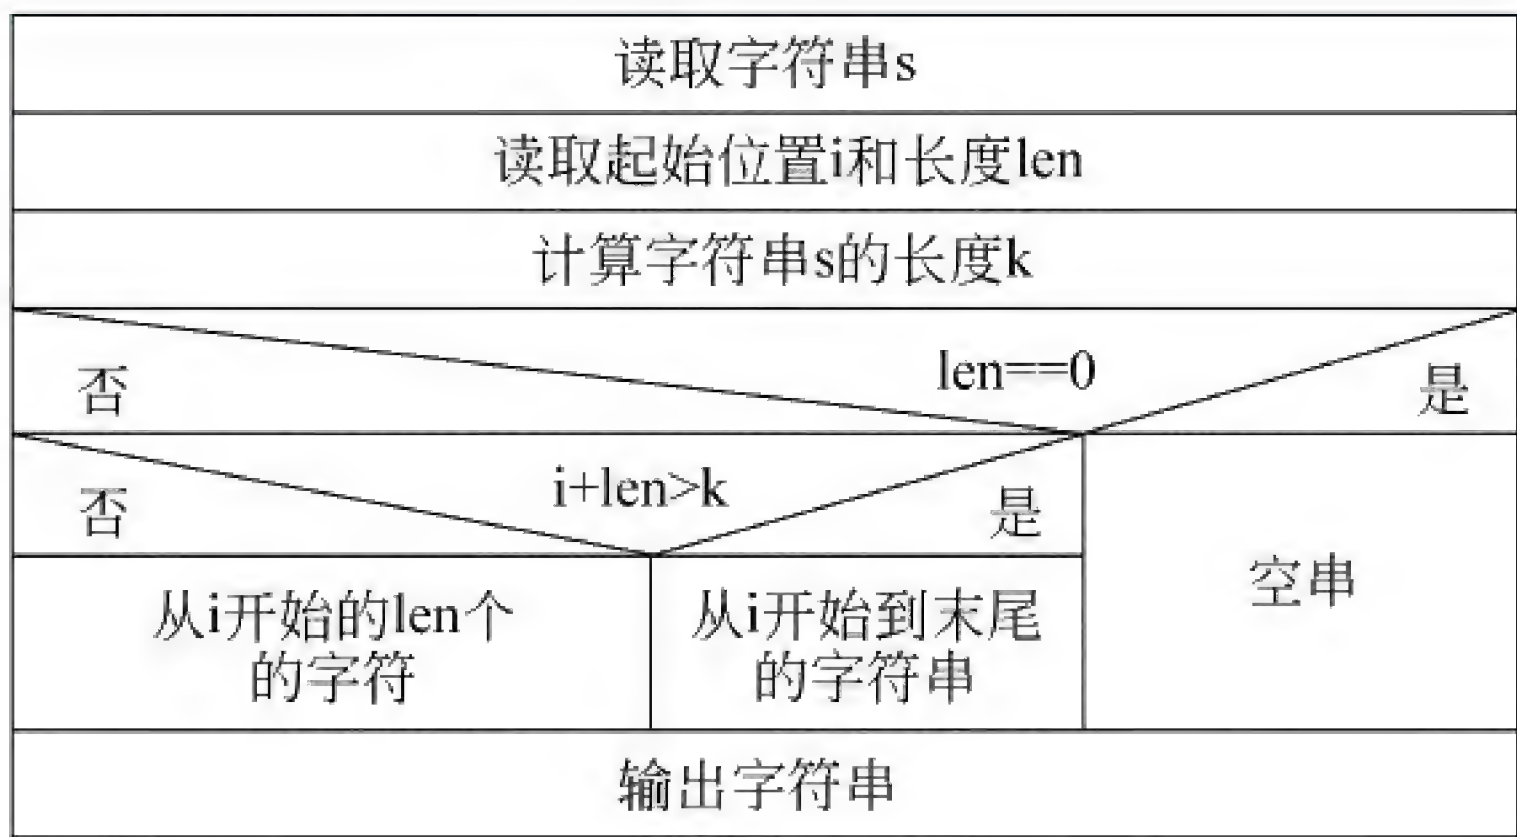 读取字符串s
读取起始位置i和长度len
计算字符串s的长度k
len==0
否
是
i+len>k
否
是
从i开始的len个
的字符
从i开始到末尾
的字符串
空串
输出字符串